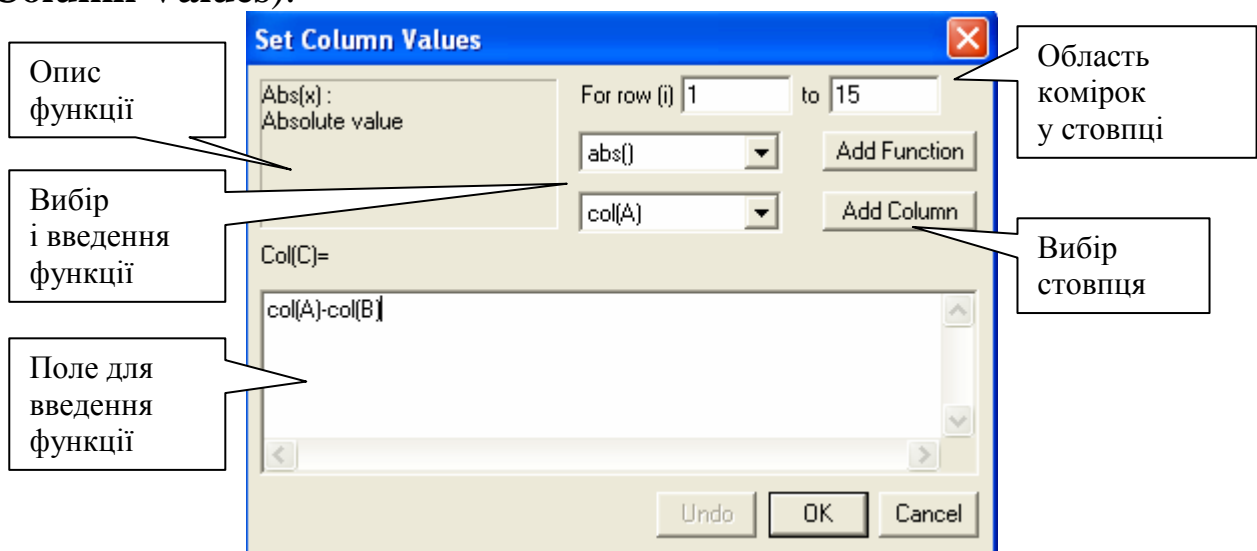 Column Values).
Set Column Values
Опис
функції
Область
комірок
у стовпці
Abs(x) :
Absolute value
For row (i) 1 to 15
abs() Add Function
Вибір
і введення
функції
col(A) Add Column
Вибір
стовпця
Col(C)=
col(A)-col(B)
Поле для
введення
функції
Undo OK Cancel